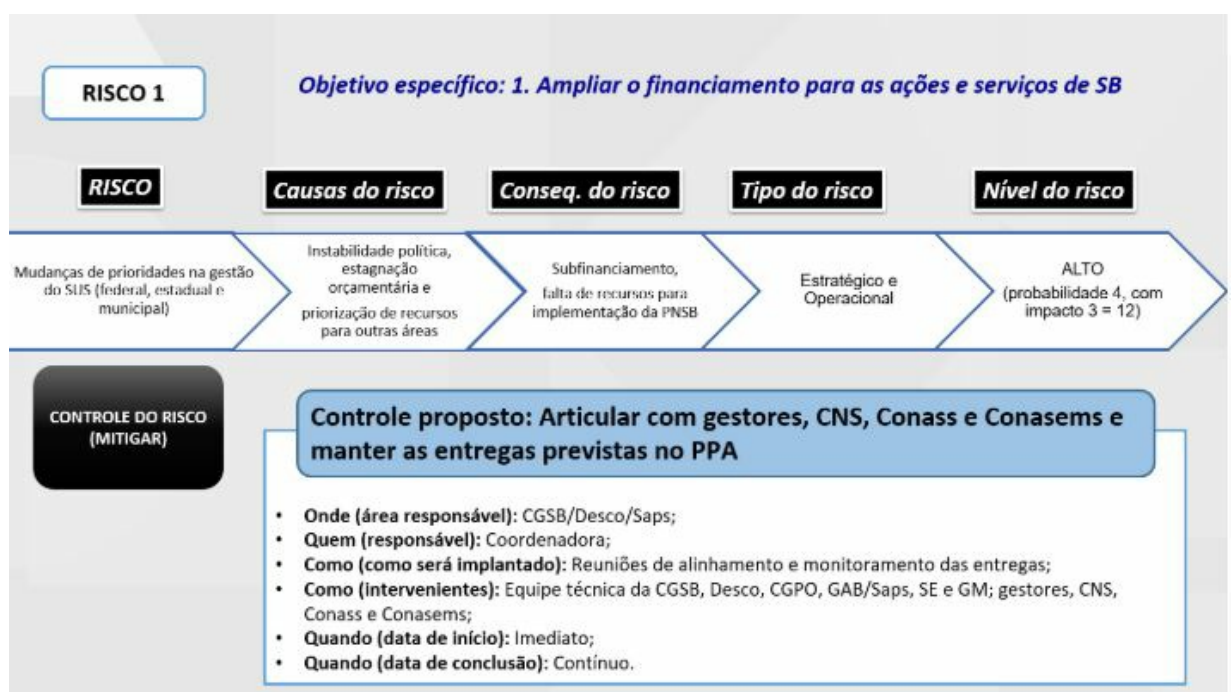 RISCO 1
Objetivo específico: 1. Ampliar o financiamento para as ações e serviços de SB
RISCO
Causas do risco
Conseq. do risco
Tipo do risco
Nível do risco
Mudanças de prioridades na gestão
do SUS (federal, estadual e
municipal)
Instabilidade política,
estagnação
orçamentária e
priorização de recursos
para outras áreas
Subfinanciamento,
falta de recursos para
implementação da PNSB
Estratégico e
Operacional
ALTO
(probabilidade 4, com
impacto 3 = 12)
CONTROLE DO RISCO
(MITIGAR)
Controle proposto: Articular com gestores, CNS, Conass e Conasems e
manter as entregas previstas no PPA
• Onde (área responsável): CGSB/Desco/Saps;
• Quem (responsável): Coordenadora;
• Como (como será implantado): Reuniões de alinhamento e monitoramento das entregas;
• Como (intervenientes): Equipe técnica da CGSB, Desco, CGPO, GAB/Saps, SE e GM; gestores, CNS,
Conass e Conasems;
• Quando (data de início): Imediato;
• Quando (data de conclusão): Contínuo.